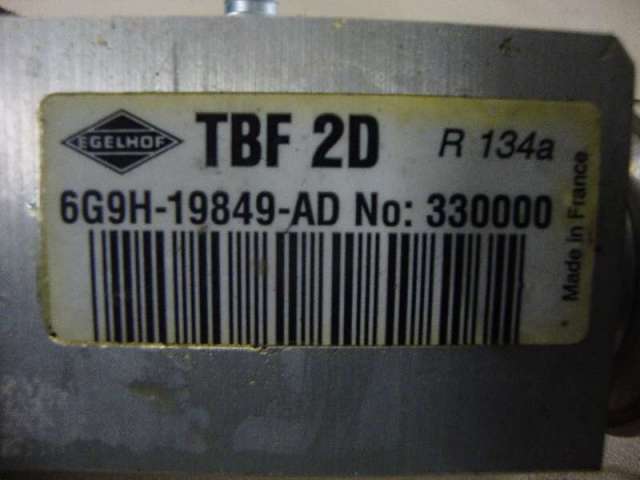 EGELHOF TBF 2D R 134a
6G9H-19849-AD No: 330000
Made in France